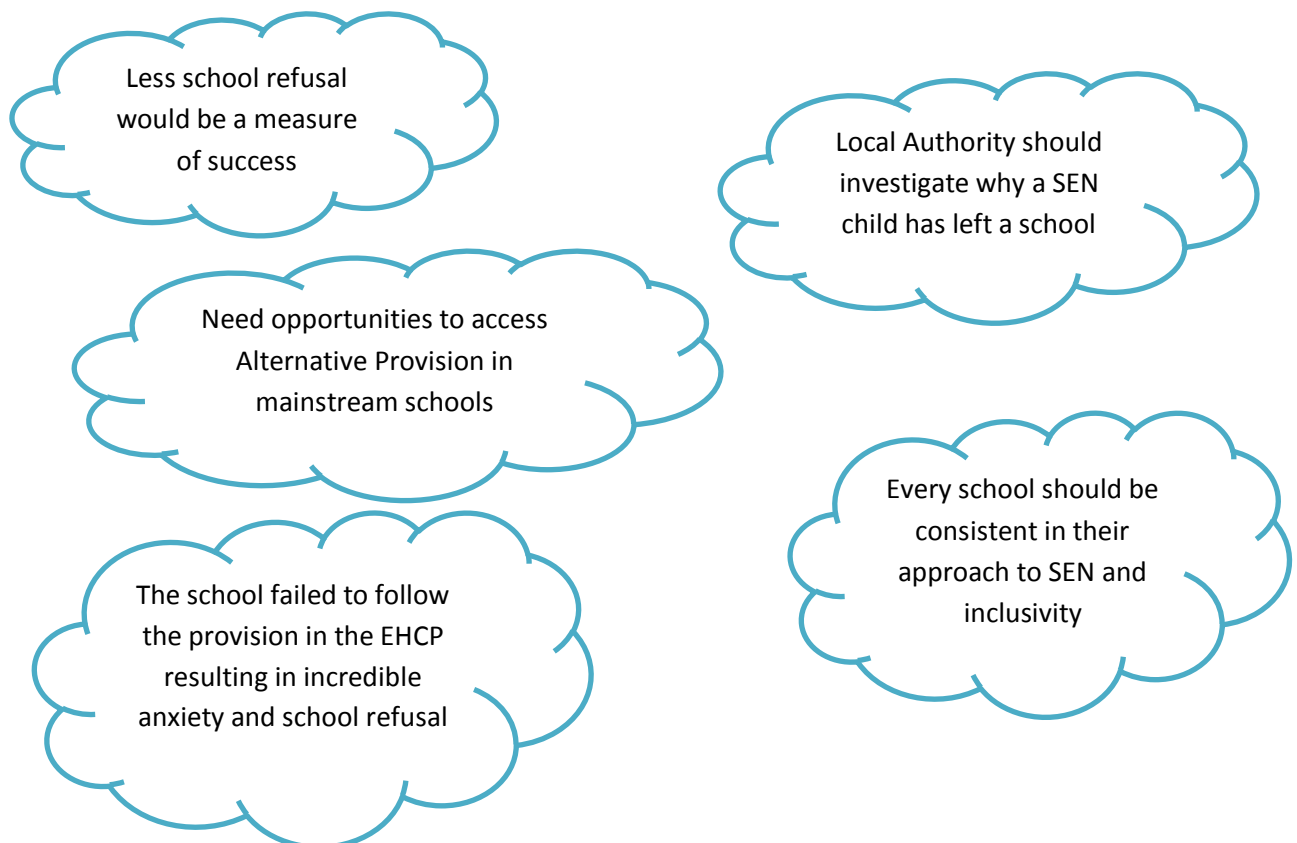 Less school refusal
would be a measure
of success
Local Authority should
investigate why a SEN
child has left a school
Need opportunities to access
Alternative Provision in
mainstream schools
Every school should be
consistent in their
approach to SEN and
inclusivity
The school failed to follow
the provision in the EHCP
resulting in incredible
anxiety and school refusal